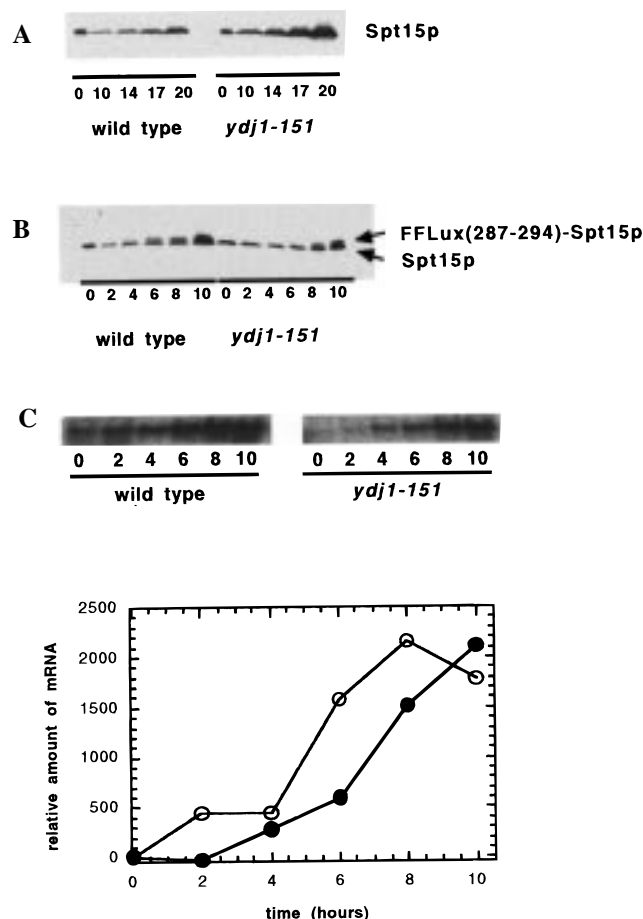 A
Spt15p
0 10 14 17 20 0 10 14 17 20
wild type ydj1-151
B
FFLux(287-294)-Spt15p
Spt15p
0 2 4 6 8 10 0 2 4 6 8 10
wild type ydj1-151
C
0 2 4 6 8 10 0 2 4 6 8 10
wild type ydj1-151
relative amount of mRNA
2500
2000
1500
1000
500
0
0 2 4 6 8 10
time (hours)